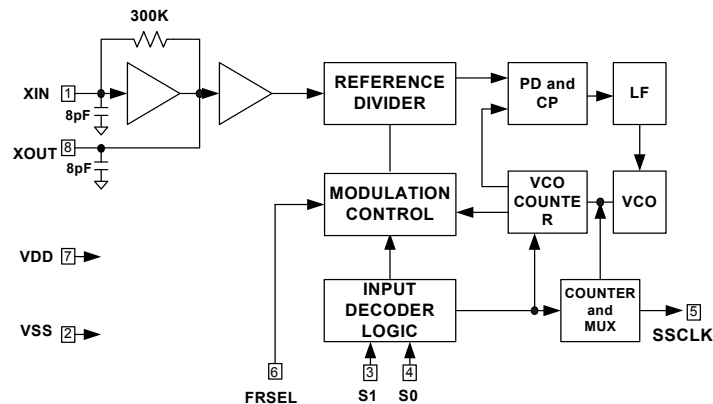 300K
XIN 1
8pF
XOUT 8
8pF
REFERENCE
DIVIDER
PD and
CP
LF
MODULATION
CONTROL
VCO
COUNTE
R
VCO
VDD 7
VSS 2
INPUT
DECODER
LOGIC
COUNTER
and
MUX
5
SSCLK
6
FRSEL
3
S1
4
S0